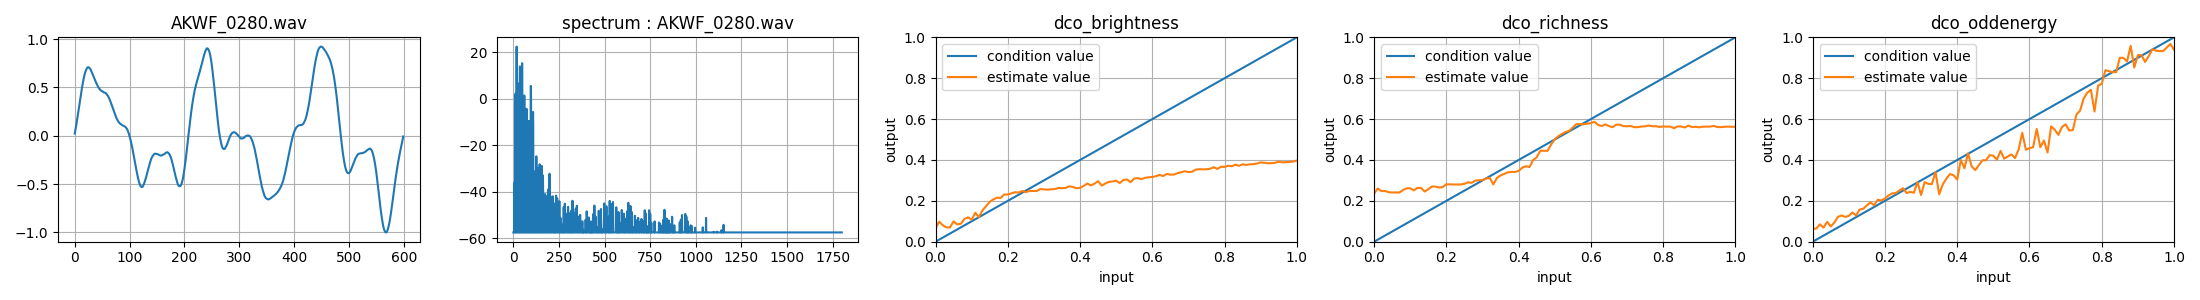 AKWF_0280.wav
1.0
0.5
0.0
−0.5
−1.0
0 100 200 300 400 500 600
spectrum : AKWF_0280.wav
20
0
−20
−40
−60
0 250 500 750 1000 1250 1500 1750
dco_brightness
condition value
estimate value
output
1.0
0.8
0.6
0.4
0.2
0.0
0.0 0.2 0.4 0.6 0.8 1.0
input
dco_richness
condition value
estimate value
output
1.0
0.8
0.6
0.4
0.2
0.0
0.0 0.2 0.4 0.6 0.8 1.0
input
dco_oddenergy
condition value
estimate value
output
1.0
0.8
0.6
0.4
0.2
0.0
0.0 0.2 0.4 0.6 0.8 1.0
input